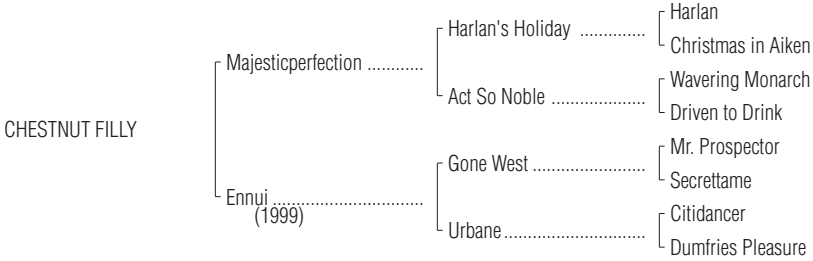 Harlan
Harlan's Holiday ..............
Christmas in Aiken
Majesticperfection ............
Wavering Monarch
Act So Noble ....................
Driven to Drink
CHESTNUT FILLY
Mr. Prospector
Gone West ........................
Secrettame
Ennui ................................
(1999)
Citidancer
Urbane ..............................
Dumfries Pleasure